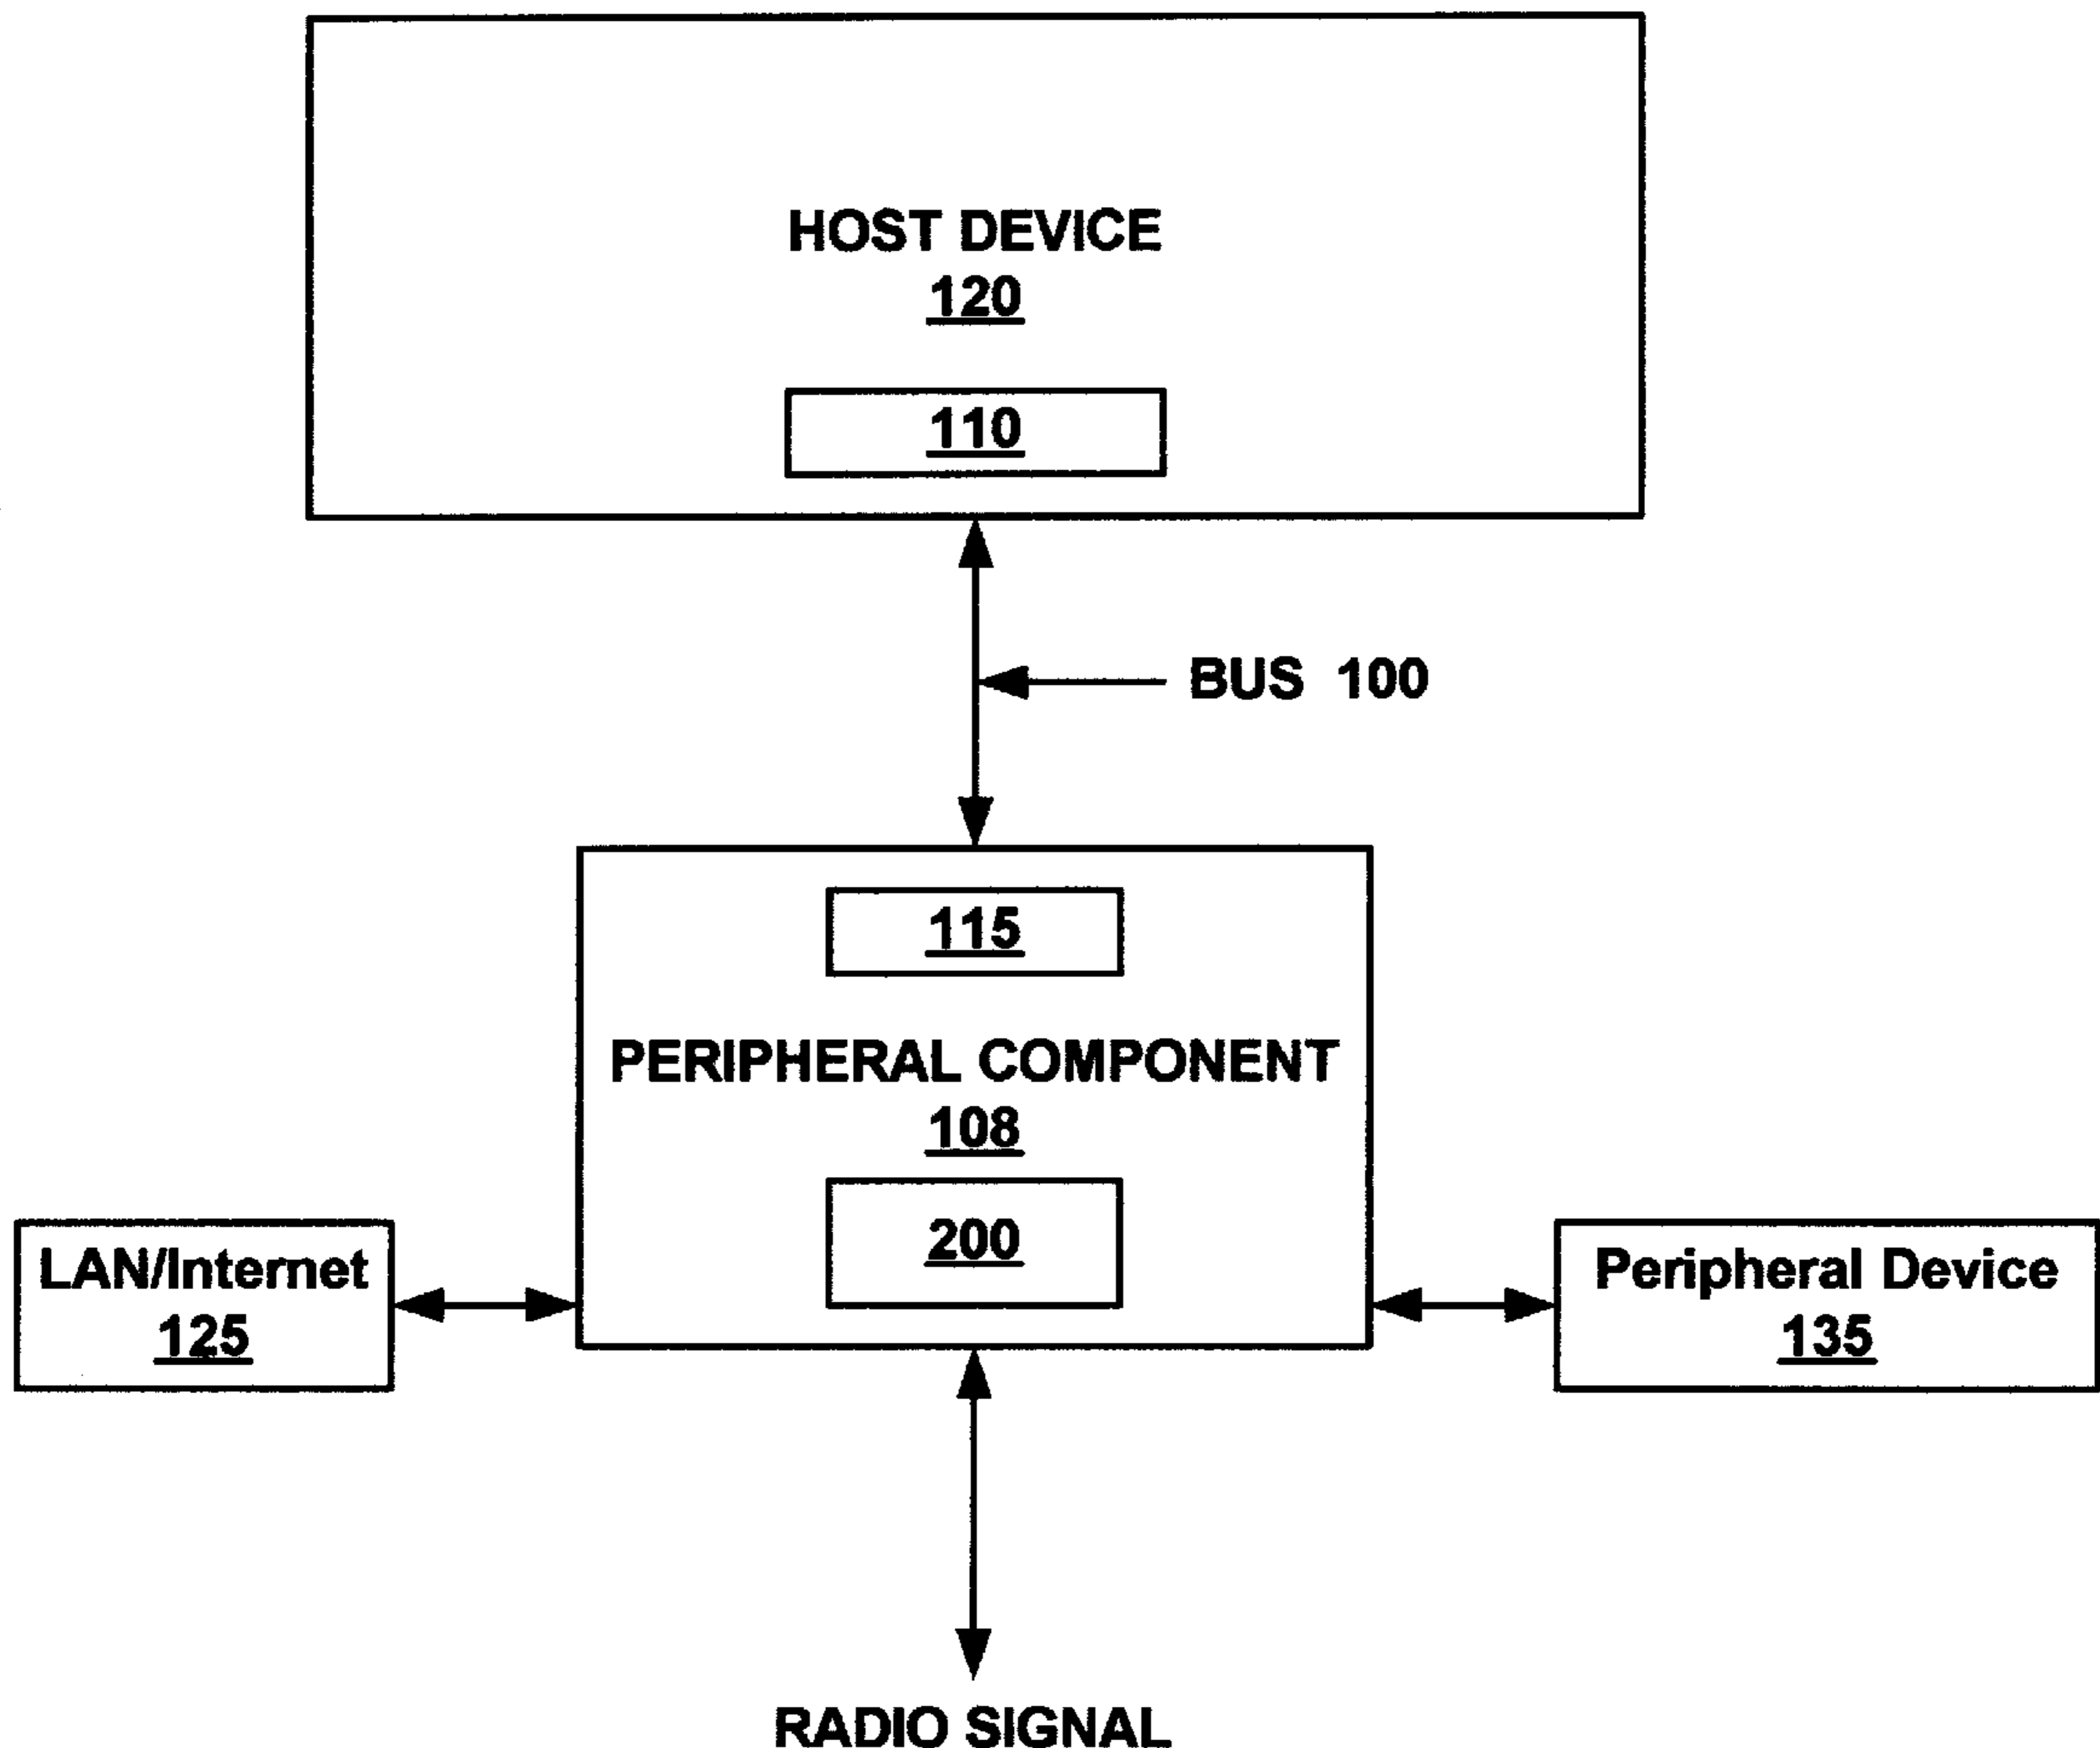 HOST DEVICE
120
110
BUS 100
115
PERIPHERAL COMPONENT
108
200
LAN/Internet
125
Peripheral Device
135
RADIO SIGNAL